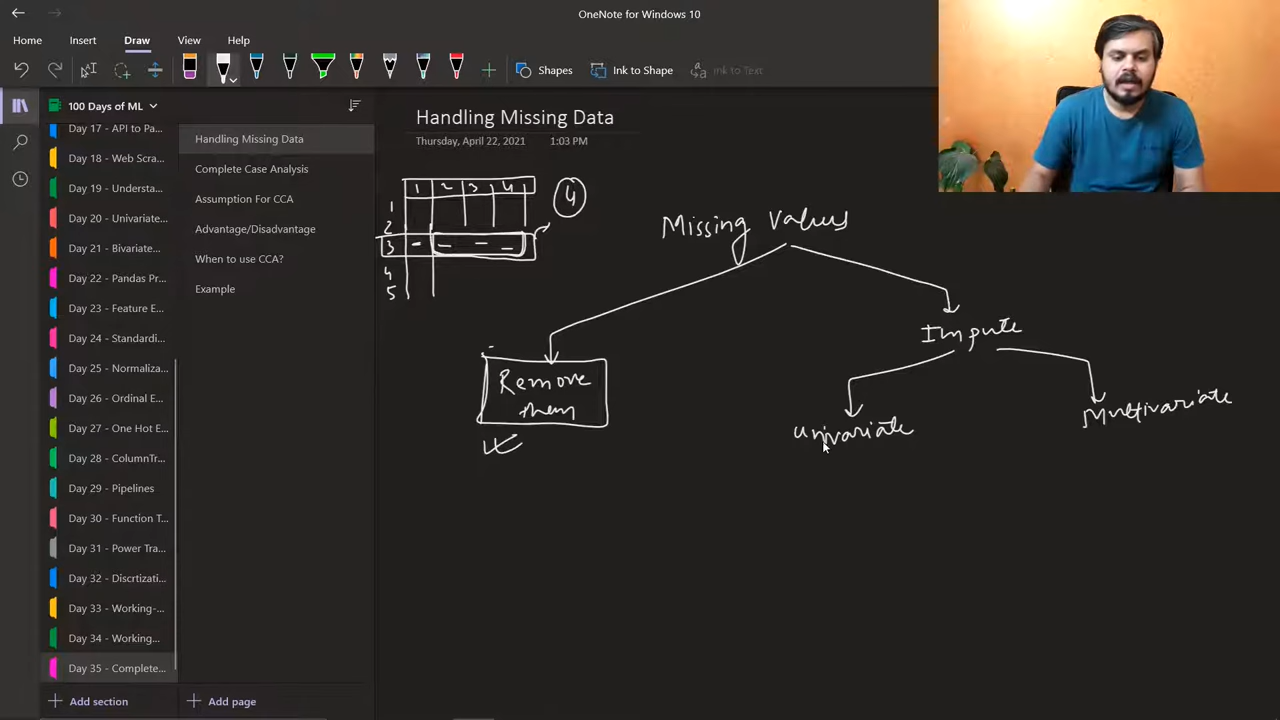 OneNote for Windows 10
Home
Insert
Draw
View
Help
Shapes
Ink to Shape
Ink to Text
100 Days of ML
Day 17 - API to Pa...
Day 18 - Web Scra...
Day 19 - Understa...
Day 20 - Univariate...
Day 21 - Bivariate...
Day 22 - Pandas Pr...
Day 23 - Feature E...
Day 24 - Standardi...
Day 25 - Normaliza...
Day 26 - Ordinal E...
Day 27 - One Hot E...
Day 28 - ColumnTr...
Day 29 - Pipelines
Day 30 - Function T...
Day 31 - Power Tra...
Day 32 - Discrtizati...
Day 33 - Working-...
Day 34 - Working...
Day 35 - Complete...
Add section
Handling Missing Data
Complete Case Analysis
Assumption For CCA
Advantage/Disadvantage
When to use CCA?
Example
Add page
Handling Missing Data
Thursday, April 22, 2021 1:03 PM
1 2 3 4
1
2
3
4
5
4
Missing Values
Remove
them
Impute
Univariate
Multivariate